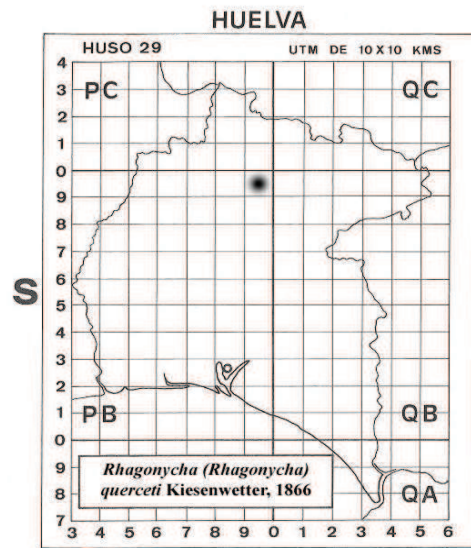 HUELVA
HUSO 29 UTM DE 10 X 10 KMS
4
PC QC
3
2
1
0
9
8
7
6
S
5
4
3
2
PB QB
1
0
9
Rhagonycha (Rhagonycha)
querceti Kiesenwetter, 1866
QA
8
7
3 4 5 6 7 8 9 0 1 2 3 4 5 6